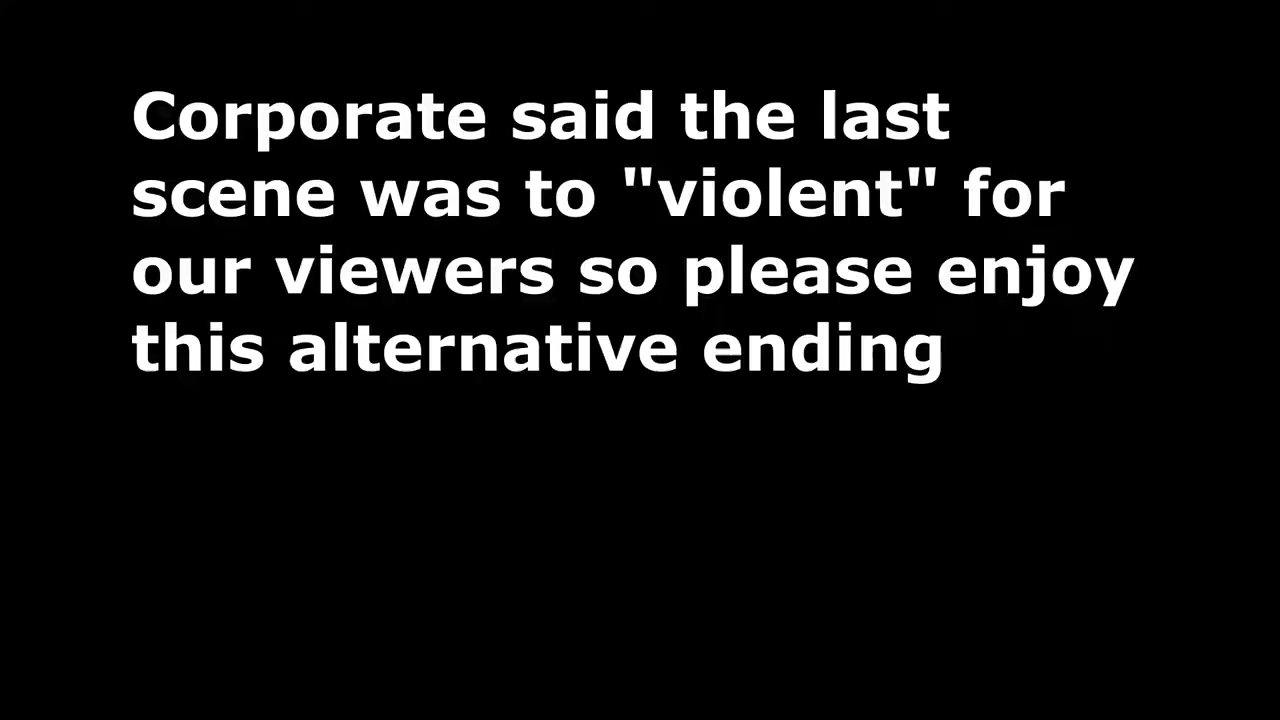 Corporate said the last
scene was to "violent" for
our viewers so please enjoy
this alternative ending